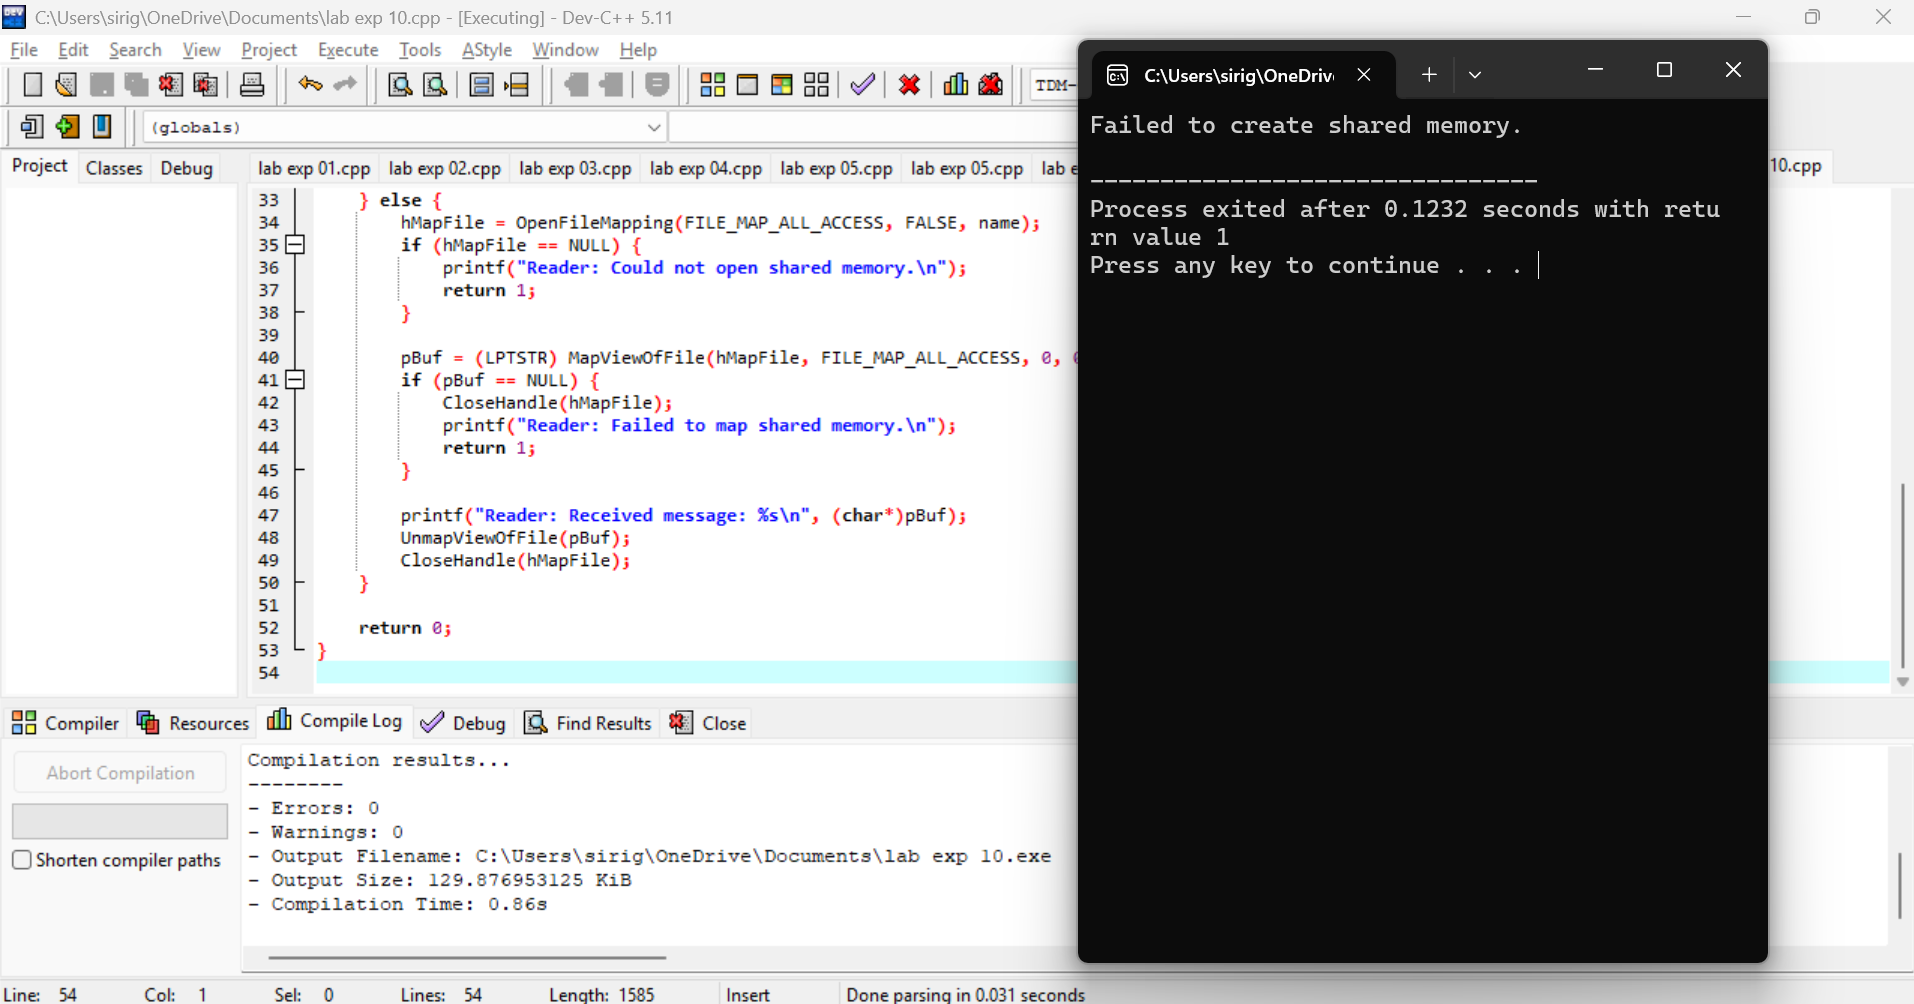 C:\Users\sirig\OneDrive\Documents\lab exp 10.cpp - [Executing] - Dev-C++ 5.11
File Edit Search View Project Execute Tools AStyle Window Help
TDM-
(globals)
Project Classes Debug
lab exp 01.cpp lab exp 02.cpp lab exp 03.cpp lab exp 04.cpp lab exp 05.cpp lab exp 05.cpp lab e 10.cpp
33 } else {
34 hMapFile = OpenFileMapping(FILE_MAP_ALL_ACCESS, FALSE, name);
35 if (hMapFile == NULL) {
36 printf("Reader: Could not open shared memory.\n");
37 return 1;
38 }
39
40 pBuf = (LPTSTR) MapViewOfFile(hMapFile, FILE_MAP_ALL_ACCESS, 0,
41 if (pBuf == NULL) {
42 CloseHandle(hMapFile);
43 printf("Reader: Failed to map shared memory.\n");
44 return 1;
45 }
46
47 printf("Reader: Received message: %s\n", (char*)pBuf);
48 UnmapViewOfFile(pBuf);
49 CloseHandle(hMapFile);
50 }
51
52 return 0;
53 }
54
C:\Users\sirig\OneDriv
Failed to create shared memory.
--------------------------------
Process exited after 0.1232 seconds with retu
rn value 1
Press any key to continue . . .
Compiler Resources Compile Log Debug Find Results Close
Abort Compilation
Shorten compiler paths
Compilation results...
--------
- Errors: 0
- Warnings: 0
- Output Filename: C:\Users\sirig\OneDrive\Documents\lab exp 10.exe
- Output Size: 129.876953125 KiB
- Compilation Time: 0.86s
Line: 54 Col: 1 Sel: 0 Lines: 54 Length: 1585 Insert Done parsing in 0.031 seconds